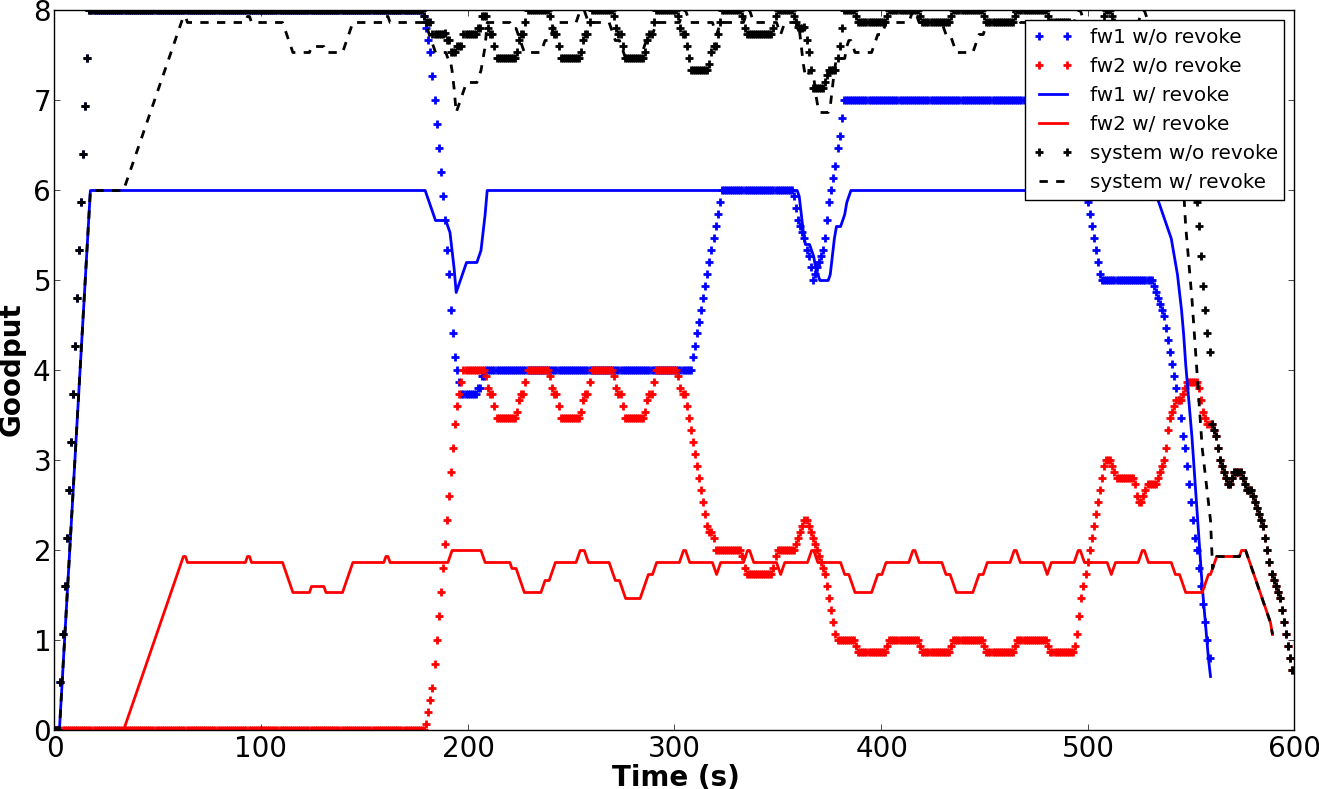 8
7
6
5
4
3
2
1
0
Goodput
fw1 w/o revoke
fw2 w/o revoke
fw1 w/ revoke
fw2 w/ revoke
system w/o revoke
system w/ revoke
0 100 200 300 400 500 600
Time (s)